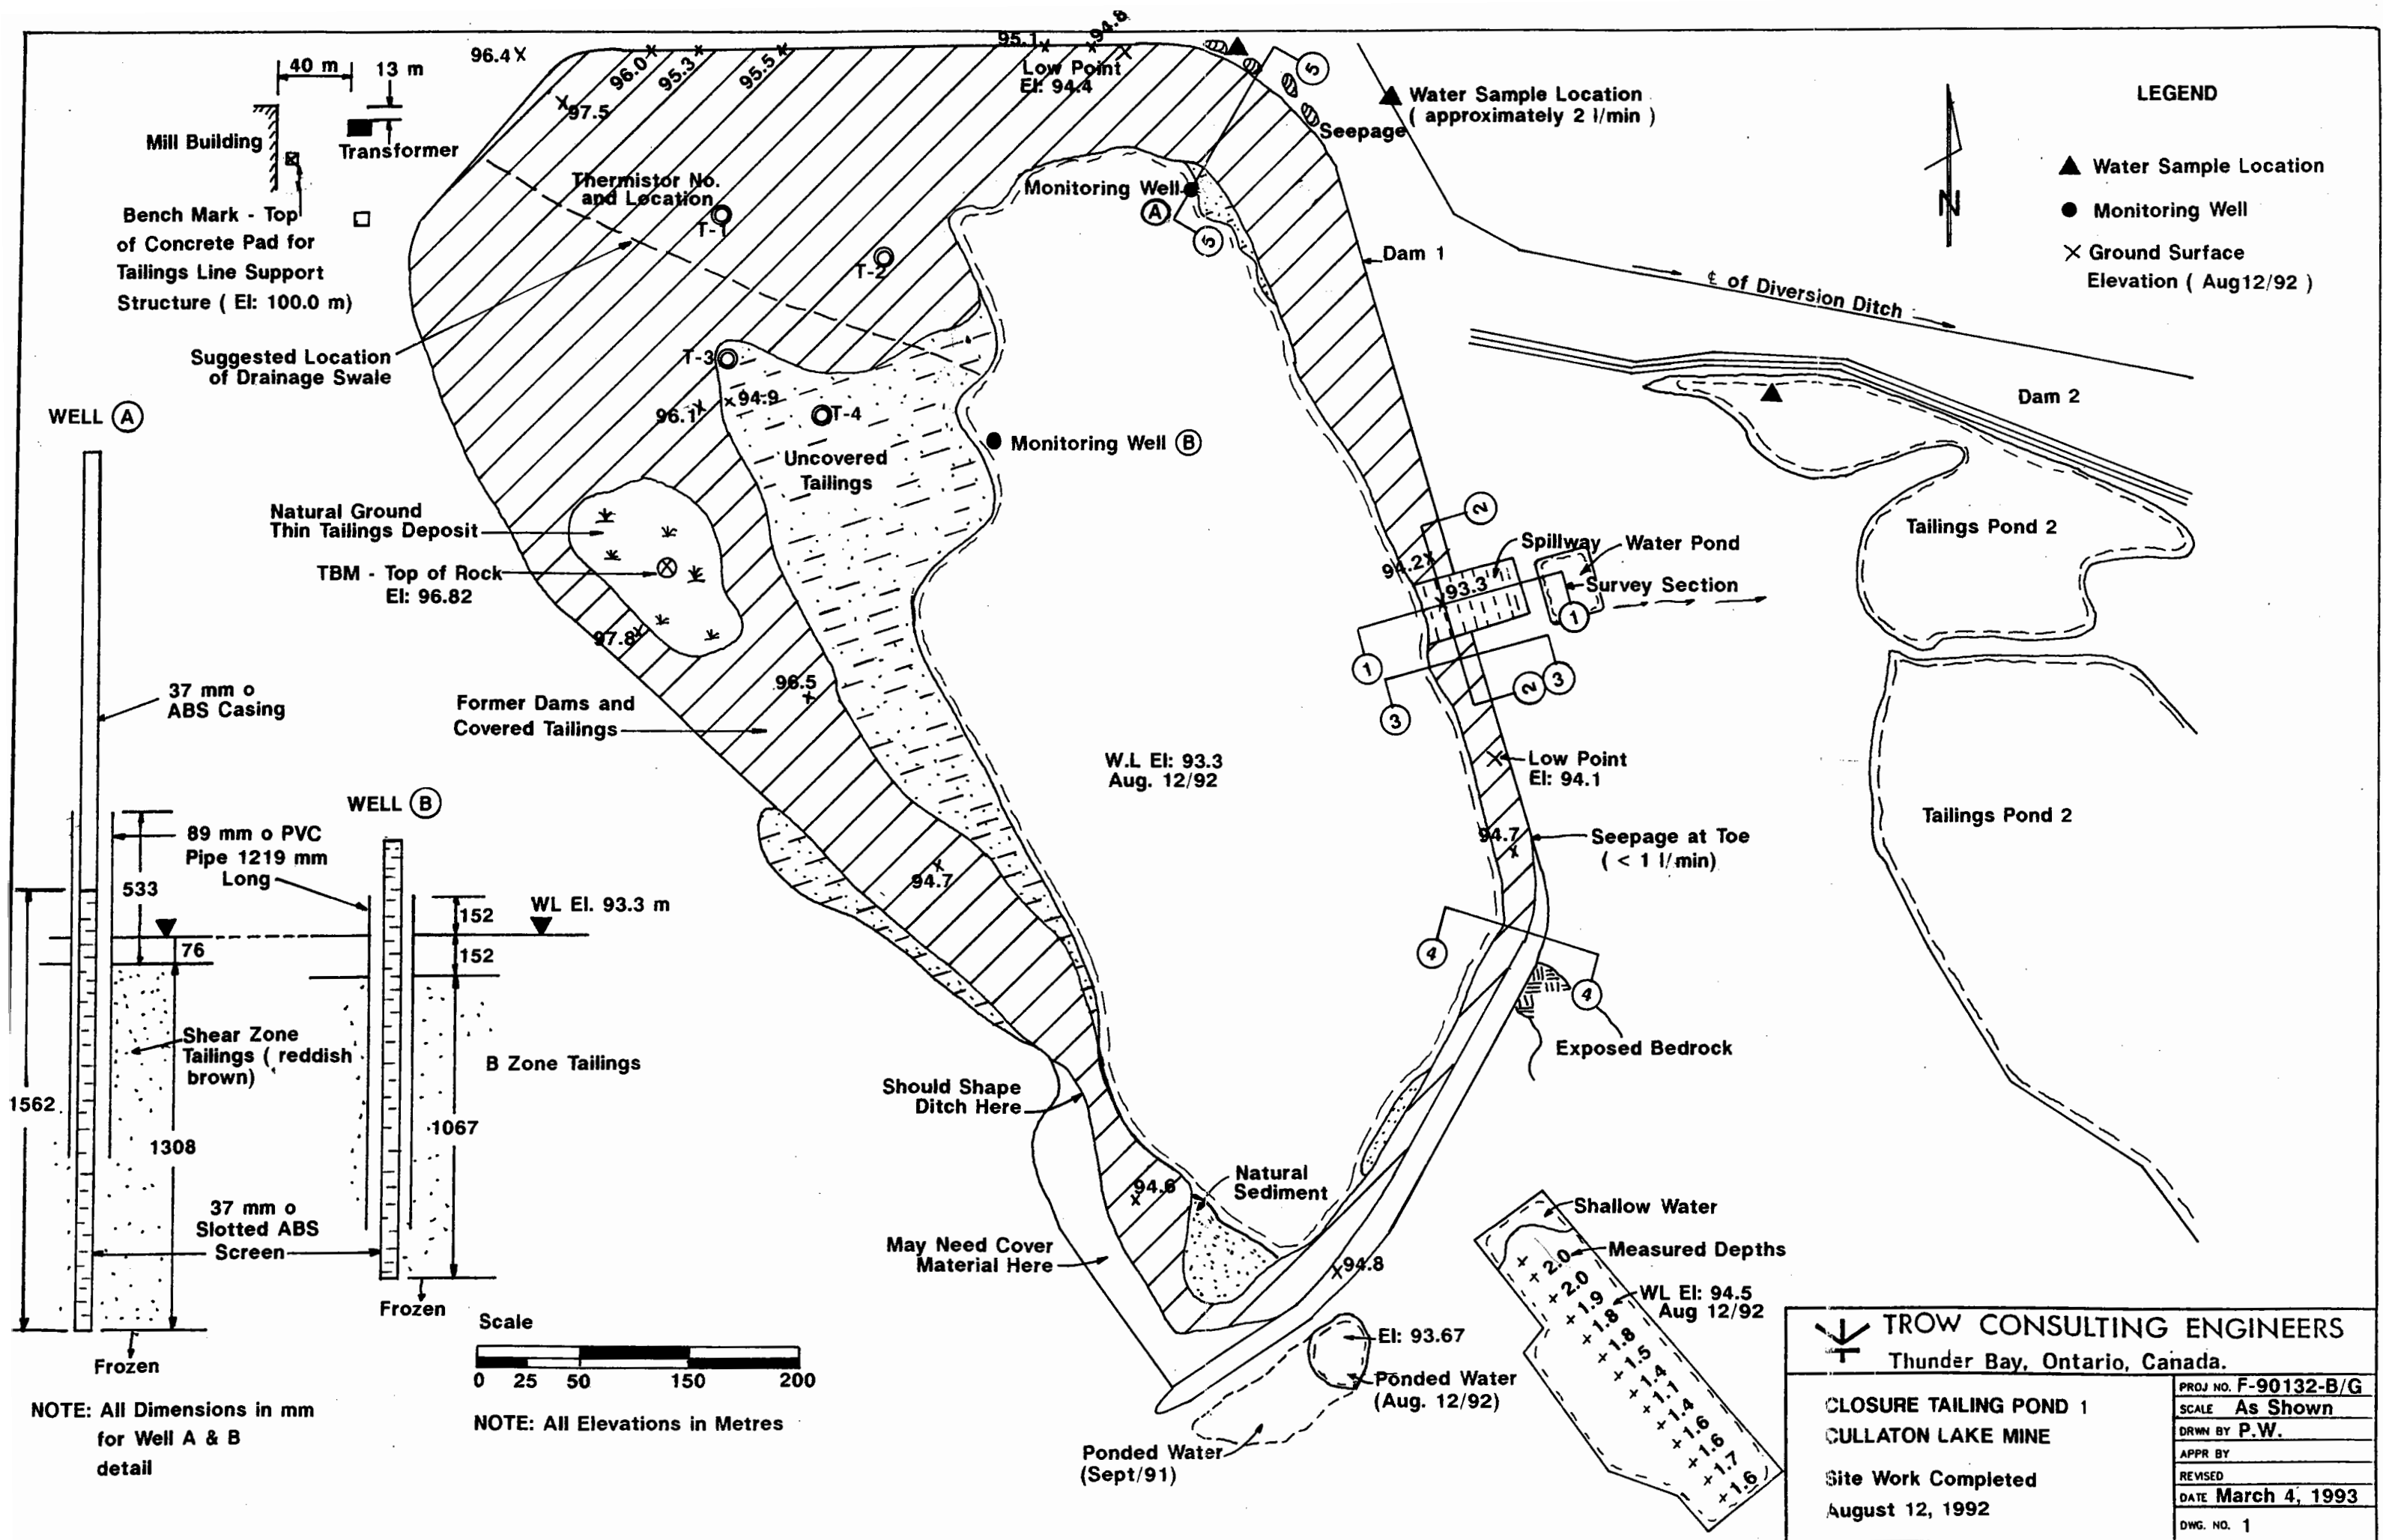 96.4
96.0
95.3
95.5
97.5
95.1
94.8
Low Point
El: 94.4
40 m
13 m
Mill Building
Transformer
Bench Mark - Top
of Concrete Pad for
Tailings Line Support
Structure ( El: 100.0 m)
Thermistor No.
and Location
T-1
T-2
T-3
T-4
Suggested Location
of Drainage Swale
Monitoring Well
A
5
5
Seepage
Water Sample Location
( approximately 2 l/min )
Dam 1
℄ of Diversion Ditch
Dam 2
N
LEGEND
Water Sample Location
Monitoring Well
Ground Surface
Elevation ( Aug12/92 )
96.1
94.9
Uncovered
Tailings
Monitoring Well B
Natural Ground
Thin Tailings Deposit
TBM - Top of Rock
El: 96.82
97.8
96.5
Former Dams and
Covered Tailings
94.7
W.L El: 93.3
Aug. 12/92
2
94.2
Spillway
93.3
Water Pond
Survey Section
1
1
3
2
3
Low Point
El: 94.1
94.7
Seepage at Toe
( < 1 l/min)
4
4
Exposed Bedrock
Tailings Pond 2
Tailings Pond 2
WELL A
37 mm o
ABS Casing
89 mm o PVC
Pipe 1219 mm
Long
533
76
1562
1308
Shear Zone
Tailings ( reddish
brown)
Frozen
WELL B
152
152
WL El. 93.3 m
B Zone Tailings
1067
37 mm o
Slotted ABS
Screen
Frozen
NOTE: All Dimensions in mm
for Well A & B
detail
Scale
0 25 50 150 200
NOTE: All Elevations in Metres
Should Shape
Ditch Here
May Need Cover
Material Here
94.6
Natural
Sediment
94.8
El: 93.67
Ponded Water
(Aug. 12/92)
Ponded Water
(Sept/91)
Shallow Water
Measured Depths
WL El: 94.5
Aug 12/92
2.0
2.0
1.9
1.8
1.8
1.5
1.4
1.1
1.4
1.6
1.6
1.7
1.6
TROW CONSULTING ENGINEERS
Thunder Bay, Ontario, Canada.
CLOSURE TAILING POND 1
CULLATON LAKE MINE
Site Work Completed
August 12, 1992
PROJ NO. F-90132-B/G
SCALE As Shown
DRWN BY P.W.
APPR BY
REVISED
DATE March 4, 1993
DWG. NO. 1